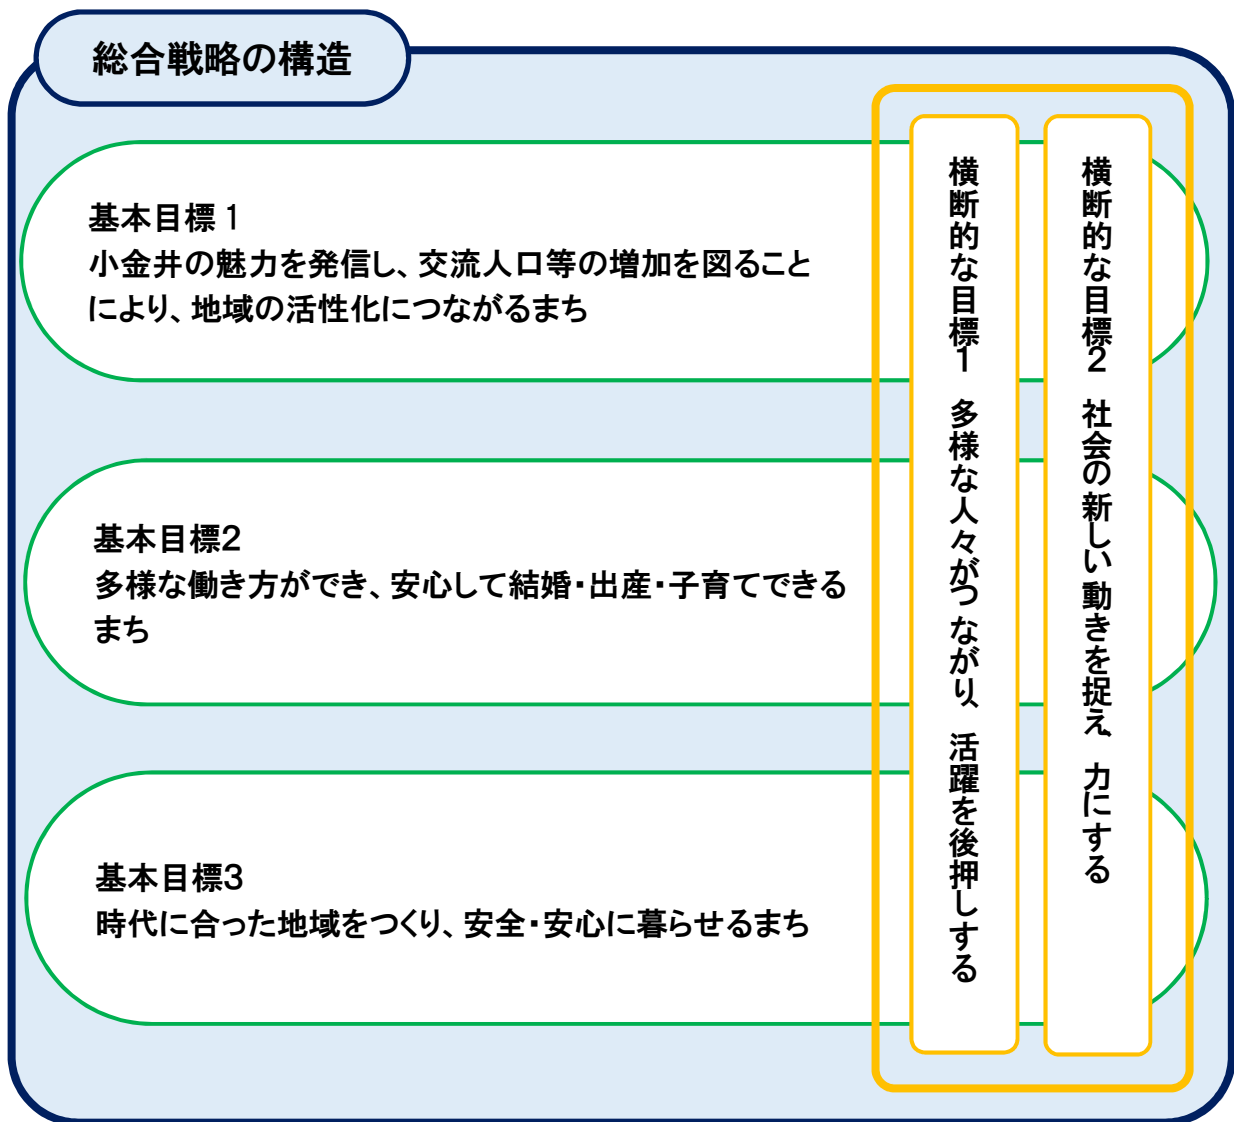 総合戦略の構造
基本目標1
小金井の魅力を発信し、交流人口等の増加を図ること
により、地域の活性化につながるまち
基本目標2
多様な働き方ができ、安心して結婚・出産・子育てできる
まち
基本目標3
時代に合った地域をつくり、安全・安心に暮らせるまち
横断的な目標1 多様な人々がつながり、活躍を後押しする
横断的な目標2 社会の新しい動きを捉え、力にする